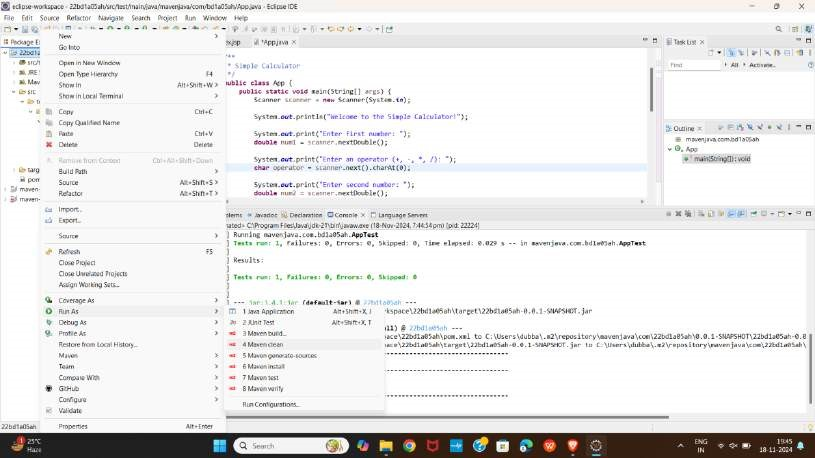 eclipse-workspace - 22bd1a05ah/src/test/main/java/mavenjava/com/bd1a05ah/App.java - Eclipse IDE
File Edit Source Refactor Navigate Search Project Run Window Help
Package E
*App.java
22bd1a
src/t
JRE S
Mav
src
targe
pom
maven-
maven-
New
Go Into
Open in New Window
Open Type Hierarchy F4
Show In Alt+Shift+W
Show in Local Terminal
Copy Ctrl+C
Copy Qualified Name
Paste Ctrl+V
Delete Delete
Remove from Context Ctrl+Alt+Shift+Down
Build Path
Source Alt+Shift+S
Refactor Alt+Shift+T
Import...
Export...
Source
Refresh F5
Close Project
Close Unrelated Projects
Assign Working Sets...
Coverage As
Run As
Debug As
Profile As
Restore from Local History...
Maven
Team
Compare With
GitHub
Configure
Validate
Properties Alt+Enter
1 Java Application Alt+Shift+X, J
2 JUnit Test Alt+Shift+X, T
3 Maven build...
4 Maven clean
5 Maven generate-sources
6 Maven install
7 Maven test
8 Maven verify
Run Configurations...
/**
* Simple Calculator
*/
public class App {
public static void main(String[] args) {
Scanner scanner = new Scanner(System.in);
System.out.println("Welcome to the Simple Calculator!");
System.out.print("Enter first number: ");
double num1 = scanner.nextDouble();
System.out.print("Enter an operator (+, -, *, /): ");
char operator = scanner.next().charAt(0);
System.out.print("Enter second number: ");
double num2 = scanner.nextDouble();
blems Javadoc Declaration Console Language Servers
nated> C:\Program Files\Java\jdk-21\bin\javaw.exe (18-Nov-2024, 7:44:54 pm) [pid: 22224]
] Running mavenjava.com.bd1a05ah.AppTest
] Tests run: 1, Failures: 0, Errors: 0, Skipped: 0, Time elapsed: 0.029 s -- in mavenjava.com.bd1a05ah.AppTest
]
] Results:
]
] Tests run: 1, Failures: 0, Errors: 0, Skipped: 0
]
]
] --- jar:3.4.1:jar (default-jar) @ 22bd1a05ah ---
kspace\22bd1a05ah\target\22bd1a05ah-0.0.1-SNAPSHOT.jar
all) @ 22bd1a05ah ---
pace\22bd1a05ah\pom.xml to C:\Users\dubba\.m2\repository\mavenjava\com\22bd1a05ah\0.0.1-SNAPSHOT\22bd1a05ah-0.0
pace\22bd1a05ah\target\22bd1a05ah-0.0.1-SNAPSHOT.jar to C:\Users\dubba\.m2\repository\mavenjava\com\22bd1a05ah\
Task List
Find All Activate...
Outline
mavenjava.com.bd1a05ah
App
main(String[]) : void
22bd1a05ah
25°C
Haze
Search
ENG
IN
19:45
18-11-2024